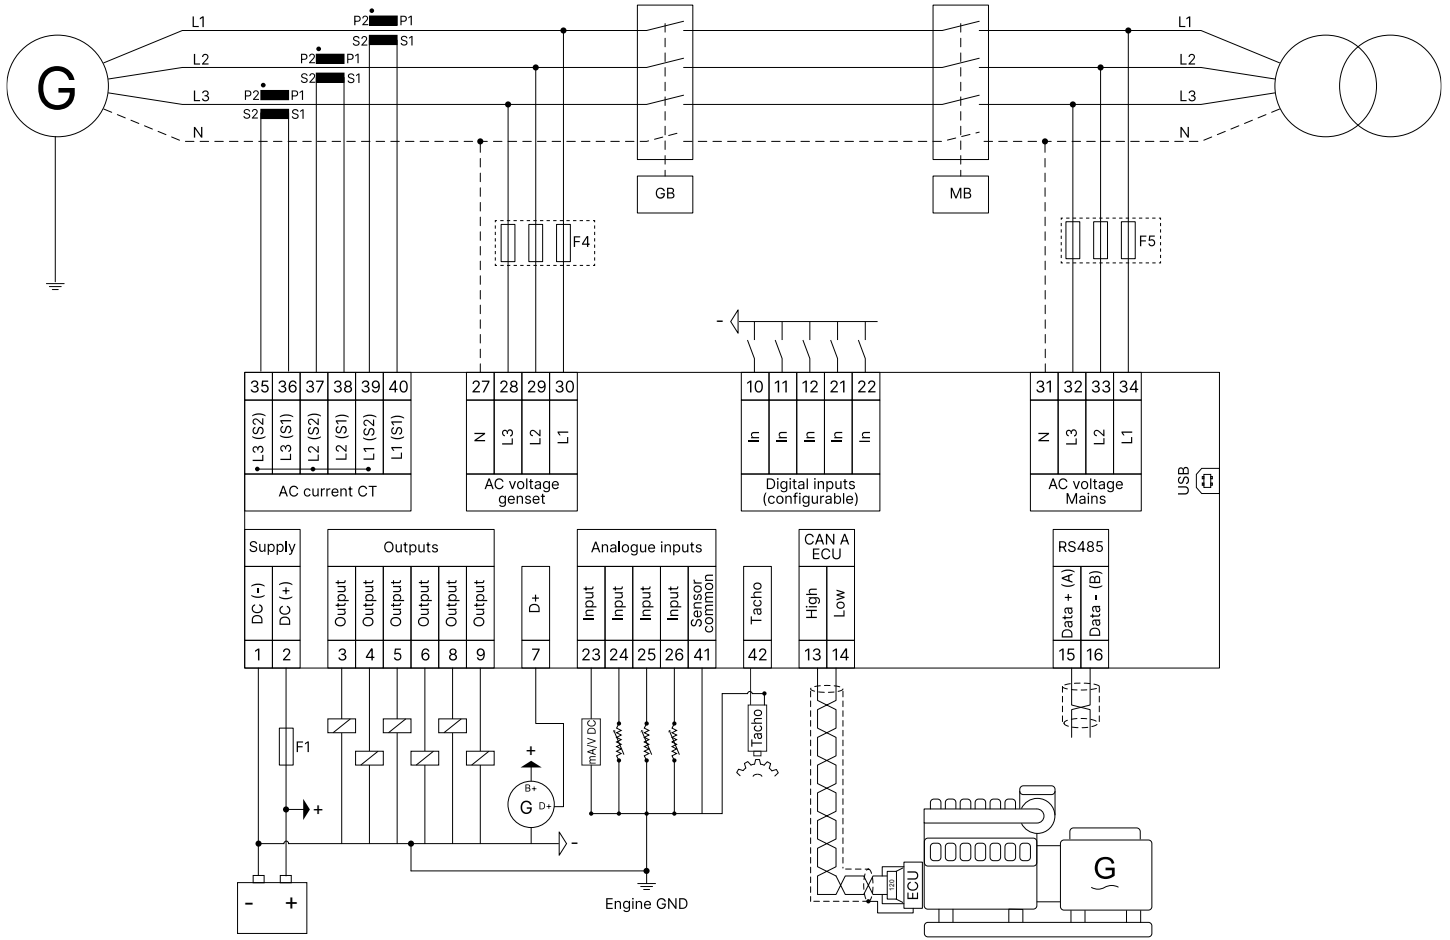 L1
P2 P1
S2 S1
L2
P2 P1
S2 S1
L3
P2 P1
S2 S1
N
G
L1
L2
L3
N
GB
MB
F4
F5
-
35 36 37 38 39 40
L3 (S2)
L3 (S1)
L2 (S2)
L2 (S1)
L1 (S2)
L1 (S1)
AC current CT
27 28 29 30
N
L3
L2
L1
AC voltage
genset
10 11 12 21 22
In
In
In
In
In
Digital inputs
(configurable)
31 32 33 34
N
L3
L2
L1
AC voltage
Mains
USB
Supply
DC (-)
DC (+)
1 2
Outputs
Output
Output
Output
Output
Output
Output
3 4 5 6 8 9
D+
7
Analogue inputs
Input
Input
Input
Input
Sensor
common
23 24 25 26 41
Tacho
42
CAN A
ECU
High
Low
13 14
RS485
Data + (A)
Data - (B)
15 16
F1
+
+
B+
G D+
-
mA/V DC
Tacho
- +
Engine GND
120
ECU
G